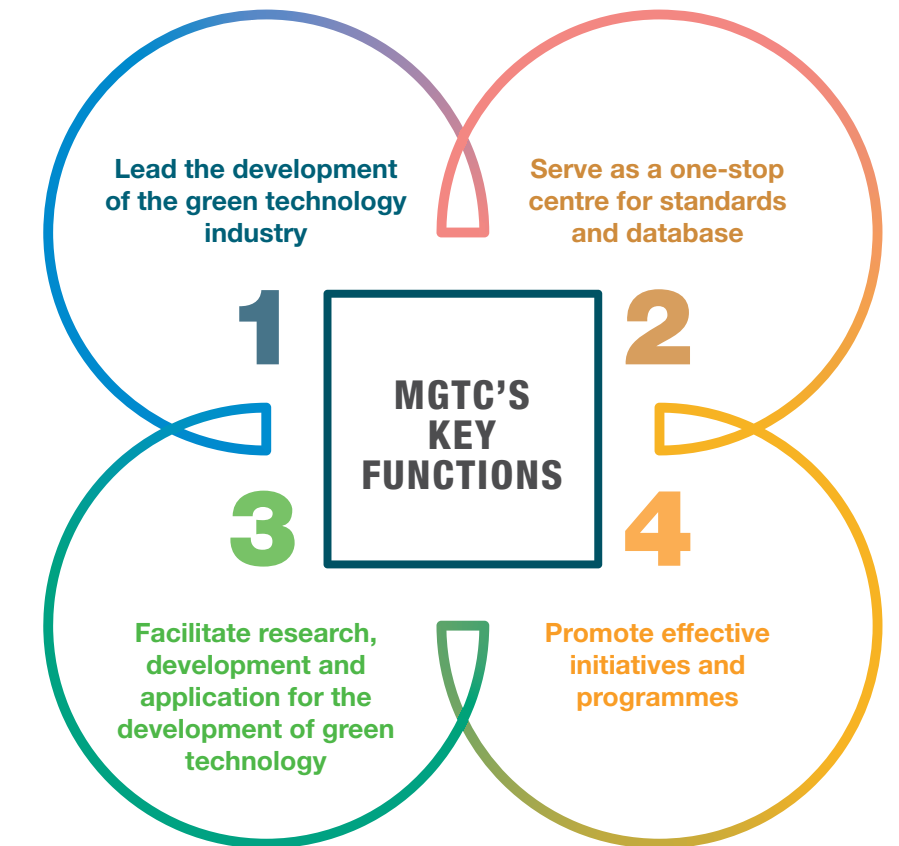 Lead the development
of the green technology
industry
1
Serve as a one-stop
centre for standards
and database
2
MGTC'S
KEY
FUNCTIONS
3
Facilitate research,
development and
application for the
development of green
technology
4
Promote effective
initiatives and
programmes